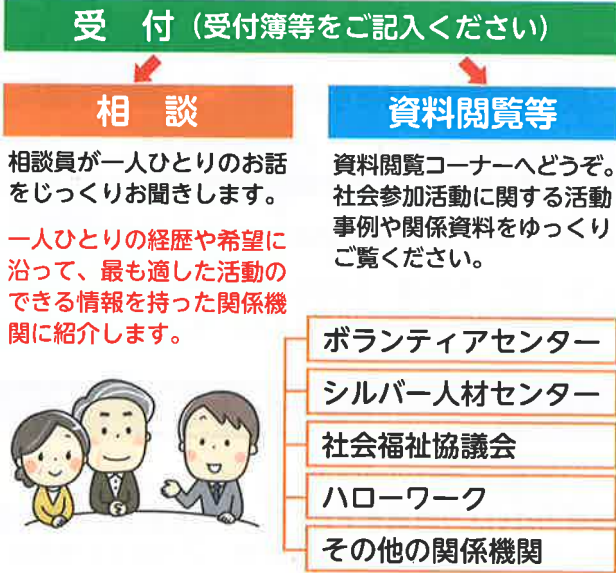 受　付（受付簿等をご記入ください）
相　談
相談員が一人ひとりのお話
をじっくりお聞きします。
一人ひとりの経歴や希望に
沿って、最も適した活動の
できる情報を持った関係機
関に紹介します。
資料閲覧等
資料閲覧コーナーへどうぞ。
社会参加活動に関する活動
事例や関係資料をゆっくり
ご覧ください。
ボランティアセンター
シルバー人材センター
社会福祉協議会
ハローワーク
その他の関係機関